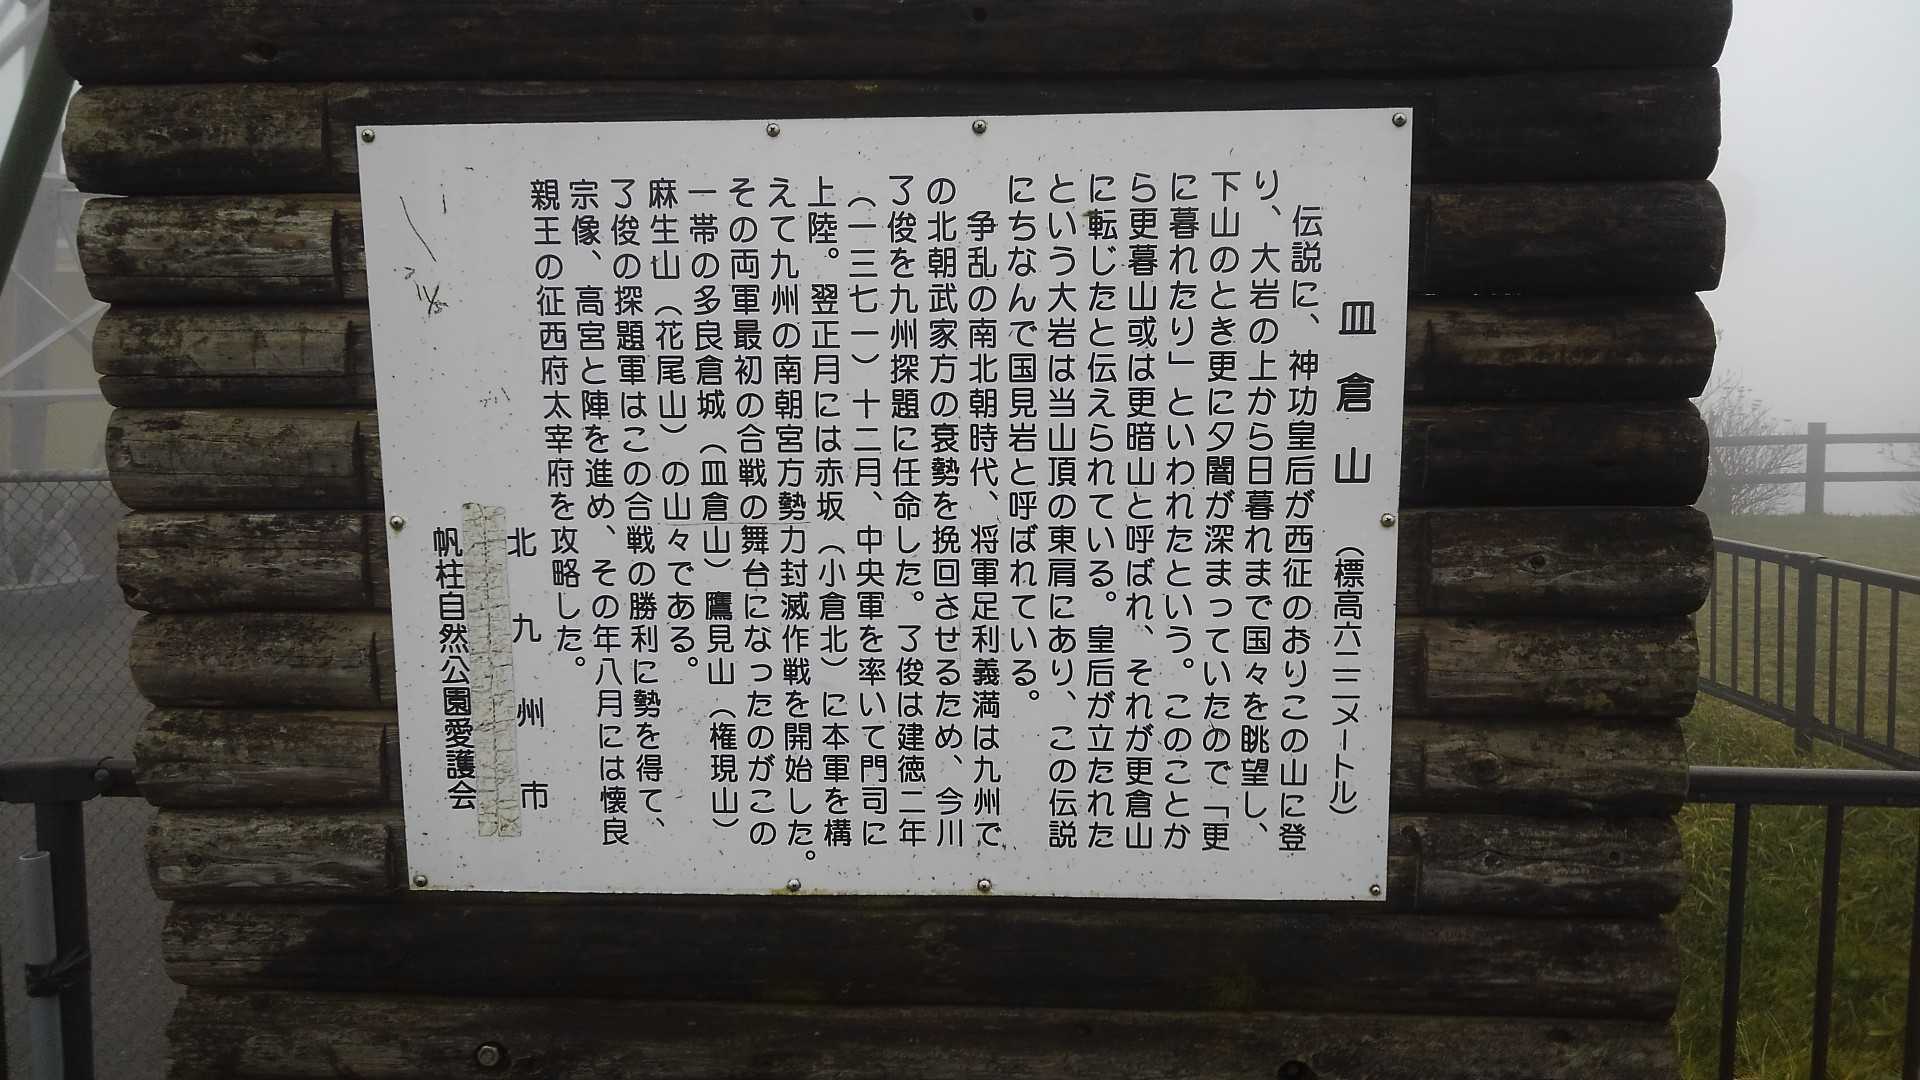 皿倉山（標高六二二メートル）
伝説に、神功皇后が西征のおりこの山に登
り、大岩の上から日暮れまで国々を眺望し、
下山のとき更に夕闇が深まっていたので「更
に暮れたり」といわれたという。このことか
ら更暮山或は更暗山と呼ばれ、それが更倉山
に転じたと伝えられている。皇后が立たれた
という大岩は当山頂の東肩にあり、この伝説
にちなんで国見岩と呼ばれている。
争乱の南北朝時代、将軍足利義満は九州で
の北朝武家方の衰勢を挽回させるため、今川
了俊を九州探題に任命した。了俊は建徳二年
（一三七一）十二月、中央軍を率いて門司に
上陸。翌正月には赤坂（小倉北）に本軍を構
えて九州の南朝宮方勢力封滅作戦を開始した。
その両軍最初の合戦の舞台になったのがこの
一帯の多良倉城（皿倉山）鷹見山（権現山）
麻生山（花尾山）の山々である。
了俊の探題軍はこの合戦の勝利に勢を得て、
宗像、高宮と陣を進め、その年八月には懐良
親王の征西府太宰府を攻略した。
北九州市
帆柱自然公園愛護会